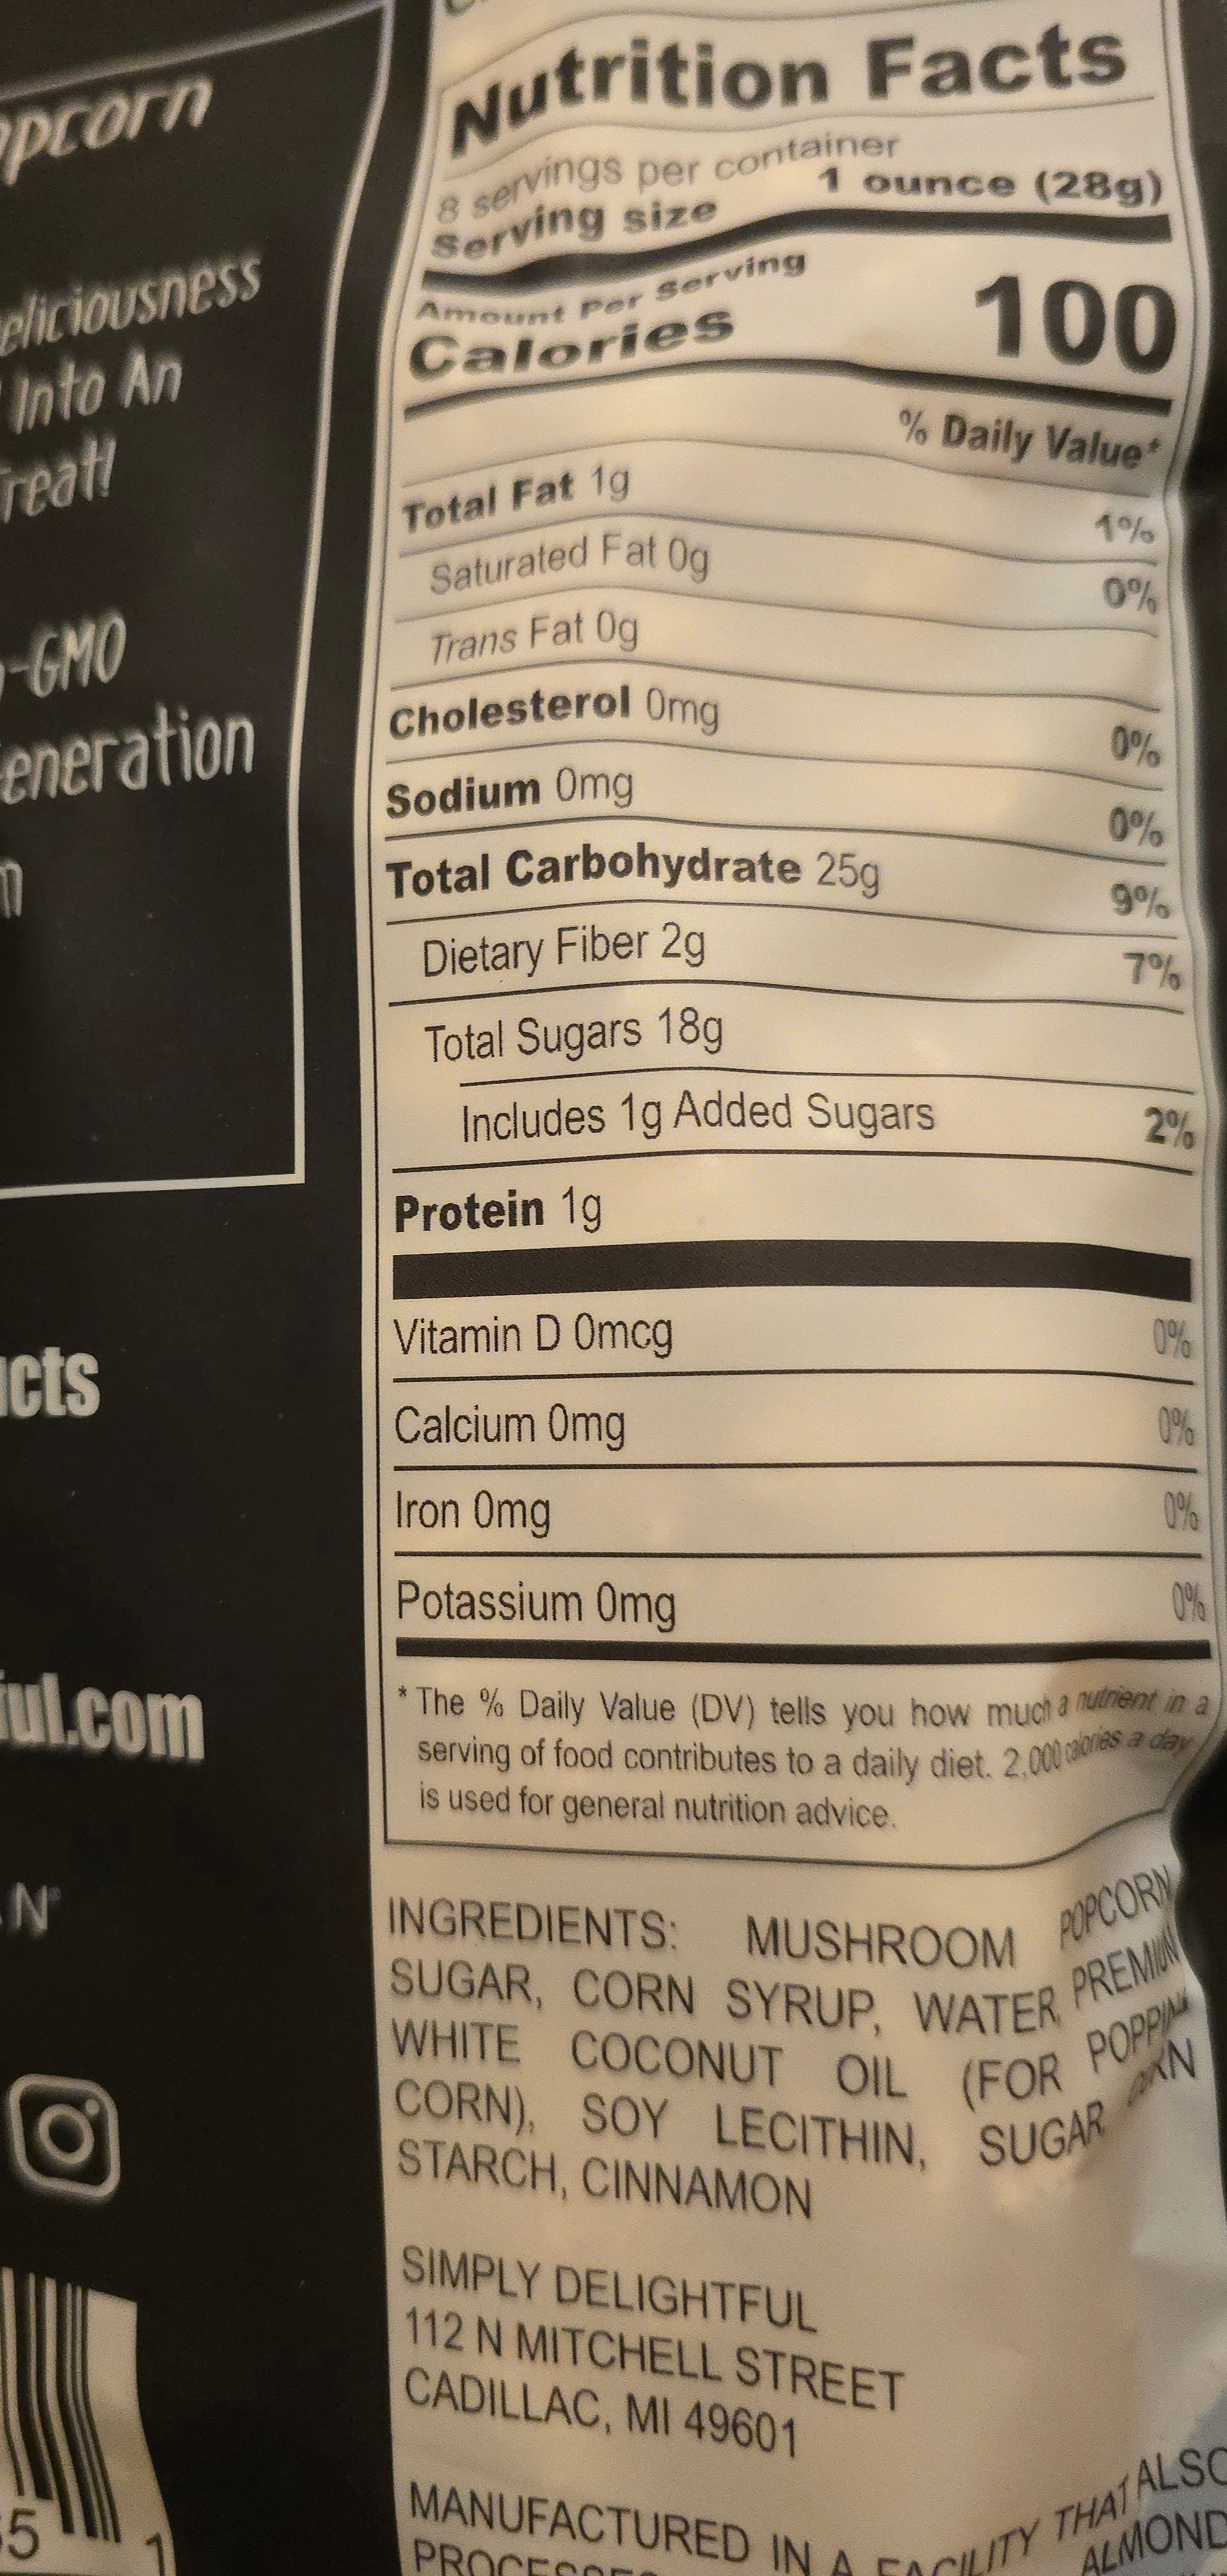 pcorn
eliciousness
Into An
reat!
-GMO
eneration
cts
ful.com
N®
5 1
Nutrition Facts
8 servings per container
Serving size 1 ounce (28g)
Amount Per Serving
Calories 100
% Daily Value*
Total Fat 1g 1%
Saturated Fat 0g 0%
Trans Fat 0g
Cholesterol 0mg 0%
Sodium 0mg 0%
Total Carbohydrate 25g 9%
Dietary Fiber 2g 7%
Total Sugars 18g
Includes 1g Added Sugars 2%
Protein 1g
Vitamin D 0mcg 0%
Calcium 0mg 0%
Iron 0mg 0%
Potassium 0mg 0%
* The % Daily Value (DV) tells you how much a nutrient in a
serving of food contributes to a daily diet. 2,000 calories a day
is used for general nutrition advice.
INGREDIENTS: MUSHROOM POPCORN
SUGAR, CORN SYRUP, WATER PREMIUM
WHITE COCONUT OIL (FOR POPPIN
CORN), SOY LECITHIN, SUGAR CORN
STARCH, CINNAMON
SIMPLY DELIGHTFUL
112 N MITCHELL STREET
CADILLAC, MI 49601
MANUFACTURED IN A FACILITY THAT ALSO
ALMOND